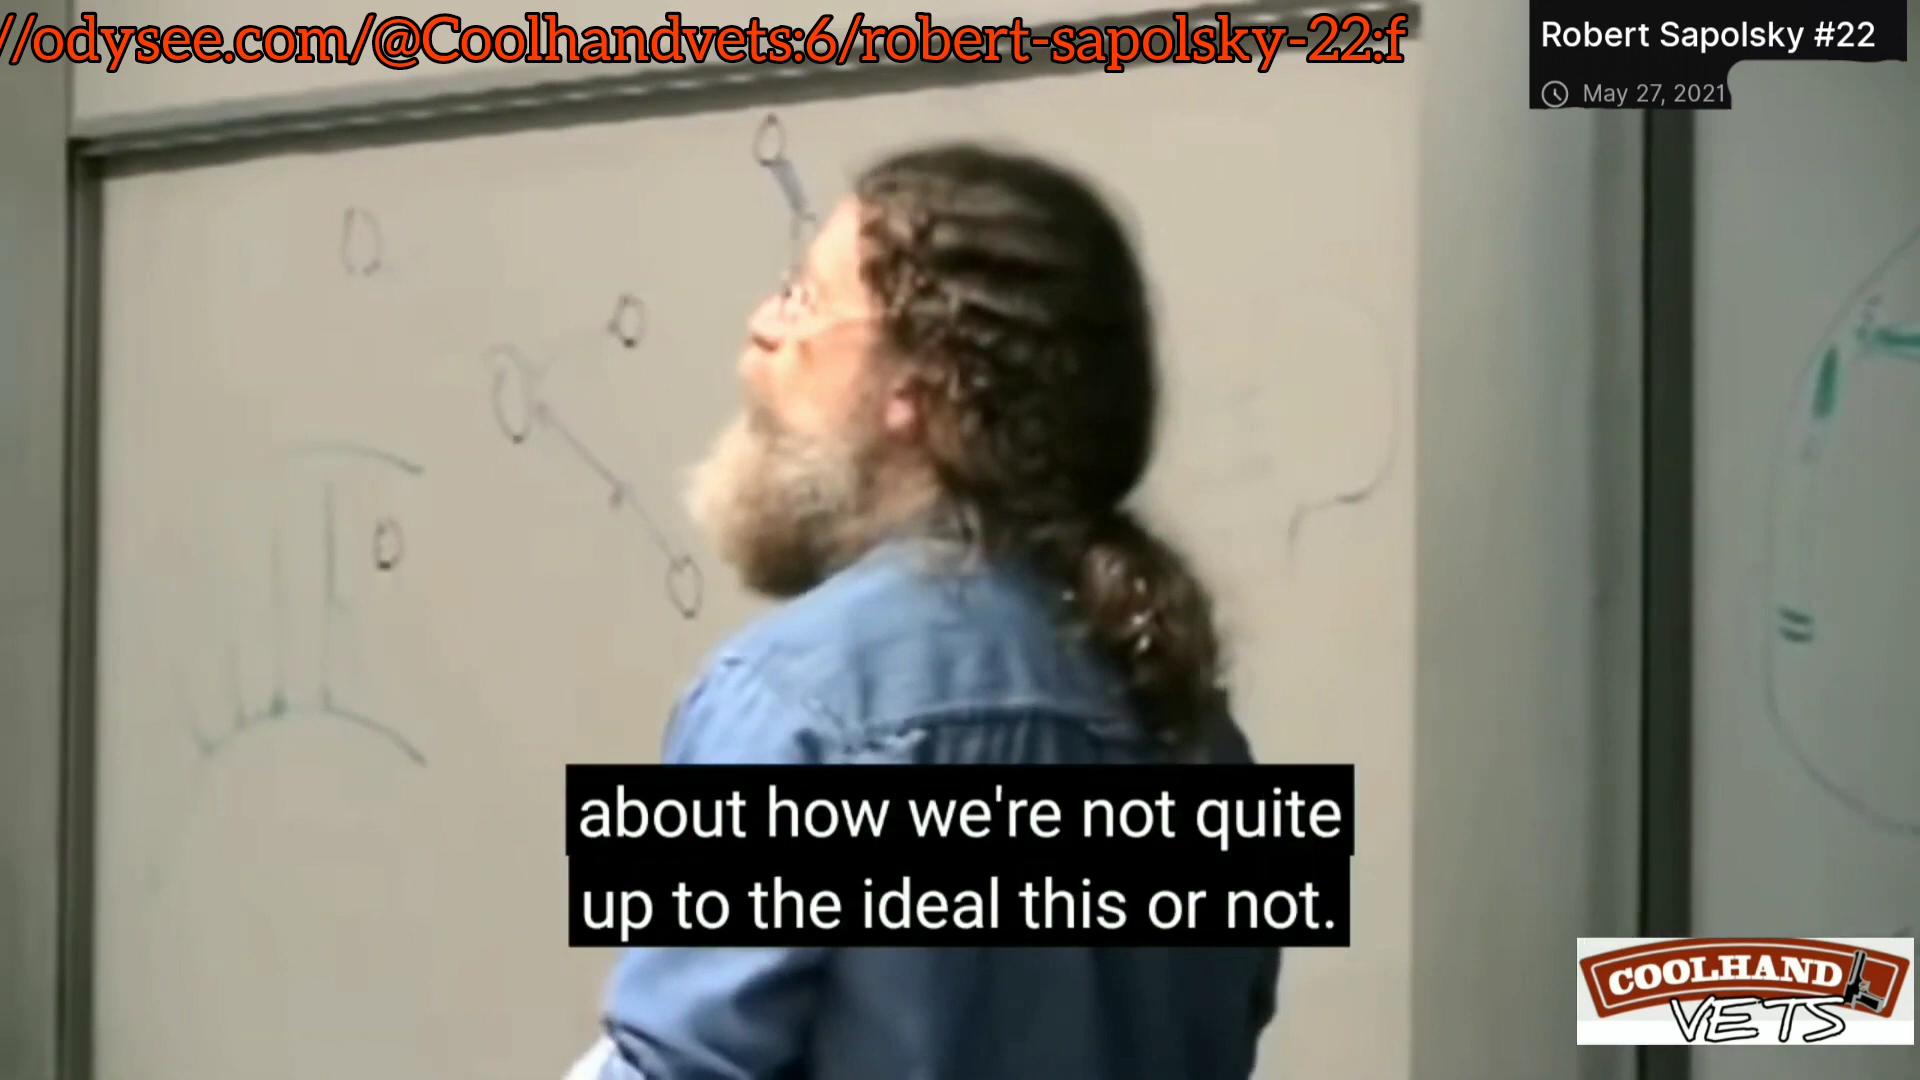 //odysee.com/@Coolhandvets:6/robert-sapolsky-22:f
Robert Sapolsky #22
May 27, 2021
about how we're not quite
up to the ideal this or not.
COOLHAND
VETS